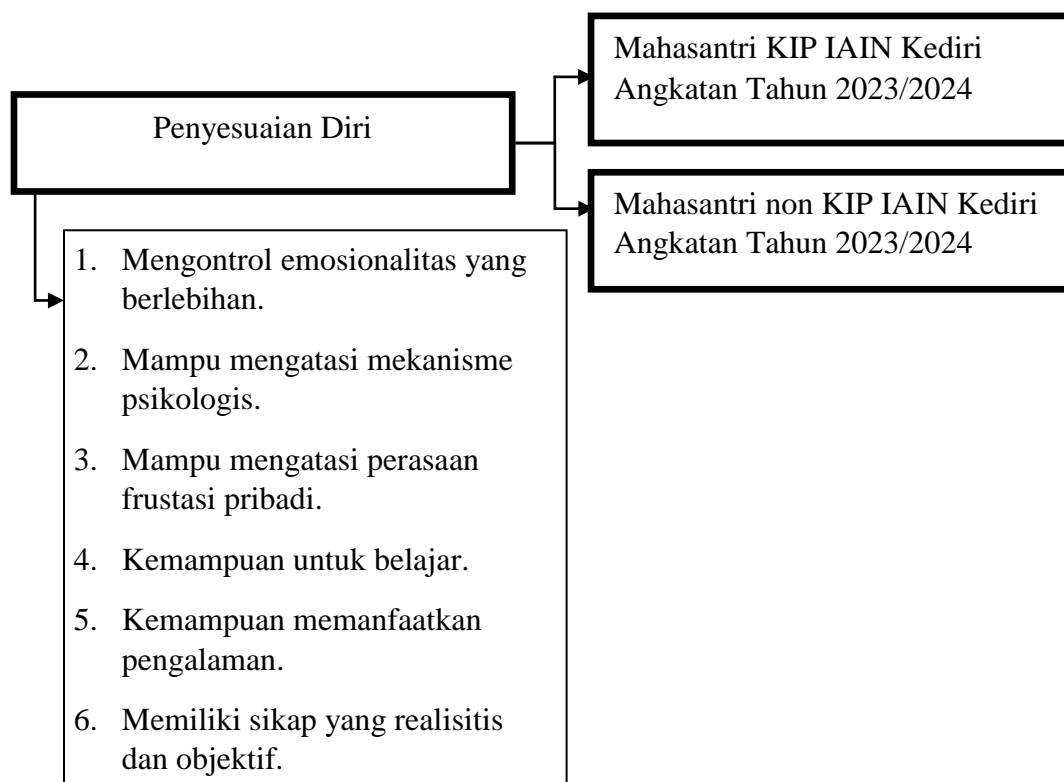 Mahasantri KIP IAIN Kediri
Angkatan Tahun 2023/2024
Penyesuaian Diri
Mahasantri non KIP IAIN Kediri
Angkatan Tahun 2023/2024
1. Mengontrol emosionalitas yang
berlebihan.
2. Mampu mengatasi mekanisme
psikologis.
3. Mampu mengatasi perasaan
frustasi pribadi.
4. Kemampuan untuk belajar.
5. Kemampuan memanfaatkan
pengalaman.
6. Memiliki sikap yang realisitis
dan objektif.